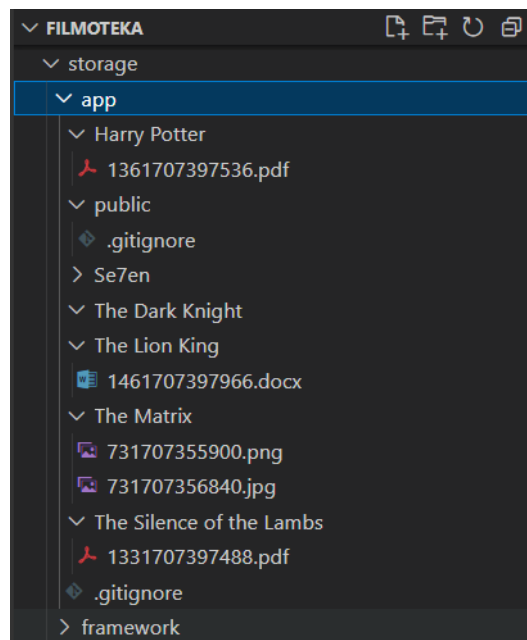 FILMOTEKA
storage
app
Harry Potter
1361707397536.pdf
public
.gitignore
Se7en
The Dark Knight
The Lion King
1461707397966.docx
The Matrix
731707355900.png
731707356840.jpg
The Silence of the Lambs
1331707397488.pdf
.gitignore
framework